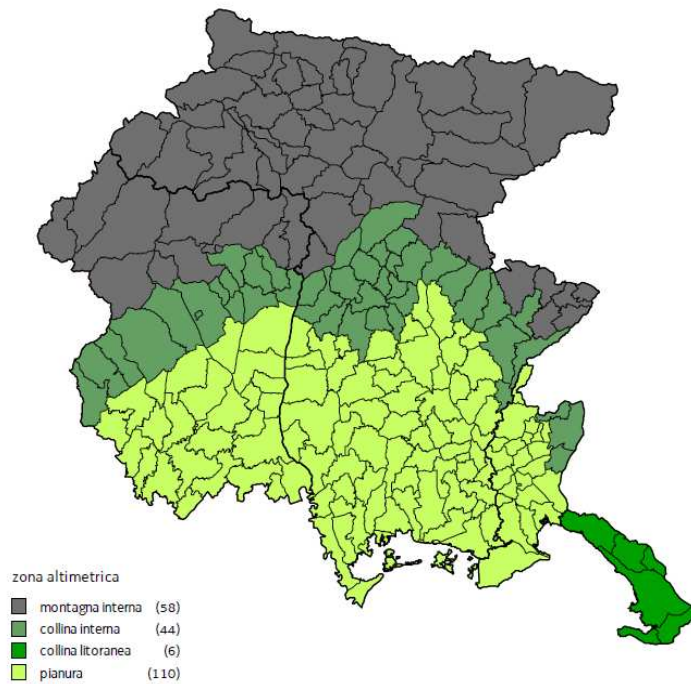 zona altimetrica
montagna interna (58)
collina interna (44)
collina litoranea (6)
pianura (110)